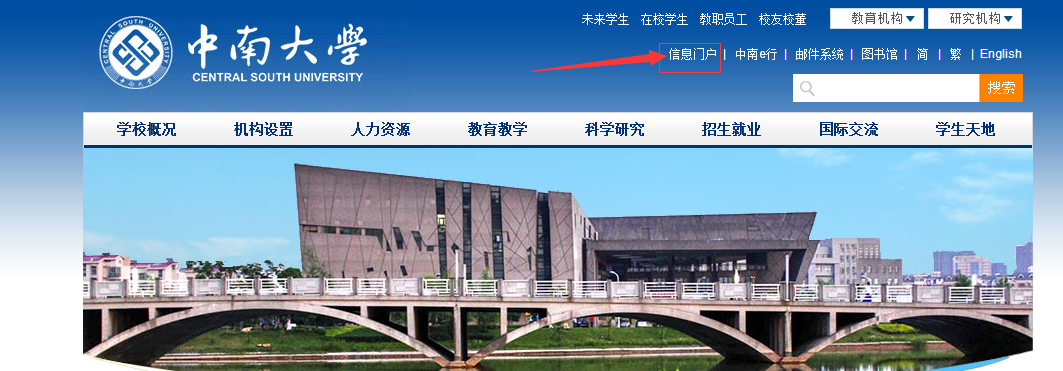 未来学生 在校学生 教职员工 校友校董 教育机构 研究机构
中南大学
CENTRAL SOUTH UNIVERSITY
信息门户 | 中南e行 | 邮件系统 | 图书馆 | 简 | 繁 | English
搜索
学校概况 机构设置 人力资源 教育教学 科学研究 招生就业 国际交流 学生天地